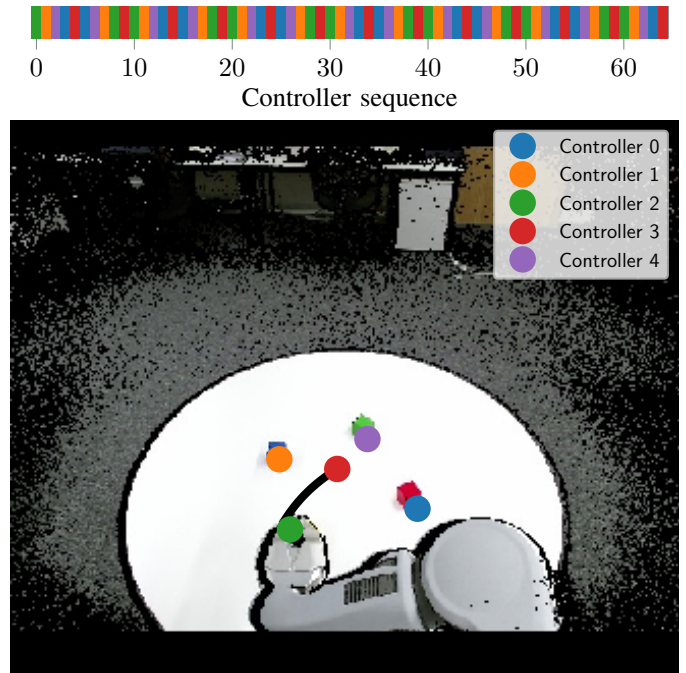 0 10 20 30 40 50 60
Controller sequence
Controller 0
Controller 1
Controller 2
Controller 3
Controller 4